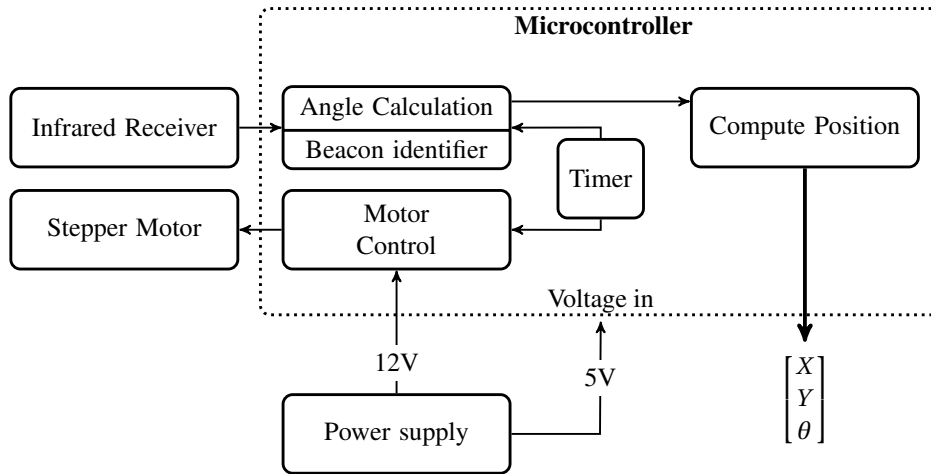 Microcontroller
Infrared Receiver
Angle Calculation
Beacon identifier
Compute Position
Timer
Stepper Motor
Motor
Control
Voltage in
12V
5V
Power supply
X
Y
θ